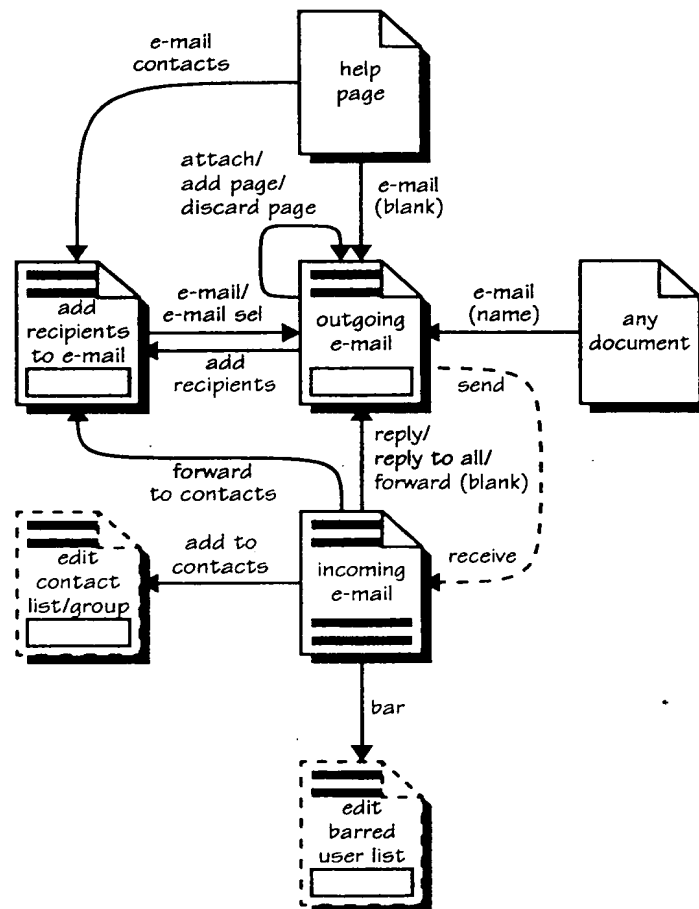 e-mail
contacts
help
page
attach/
add page/
discard page
e-mail
(blank)
add
recipients
to e-mail
e-mail/
e-mail sel
add
recipients
outgoing
e-mail
e-mail
(name)
any
document
send
forward
to contacts
reply/
reply to all/
forward (blank)
edit
contact
list/group
add to
contacts
incoming
e-mail
receive
bar
edit
barred
user list